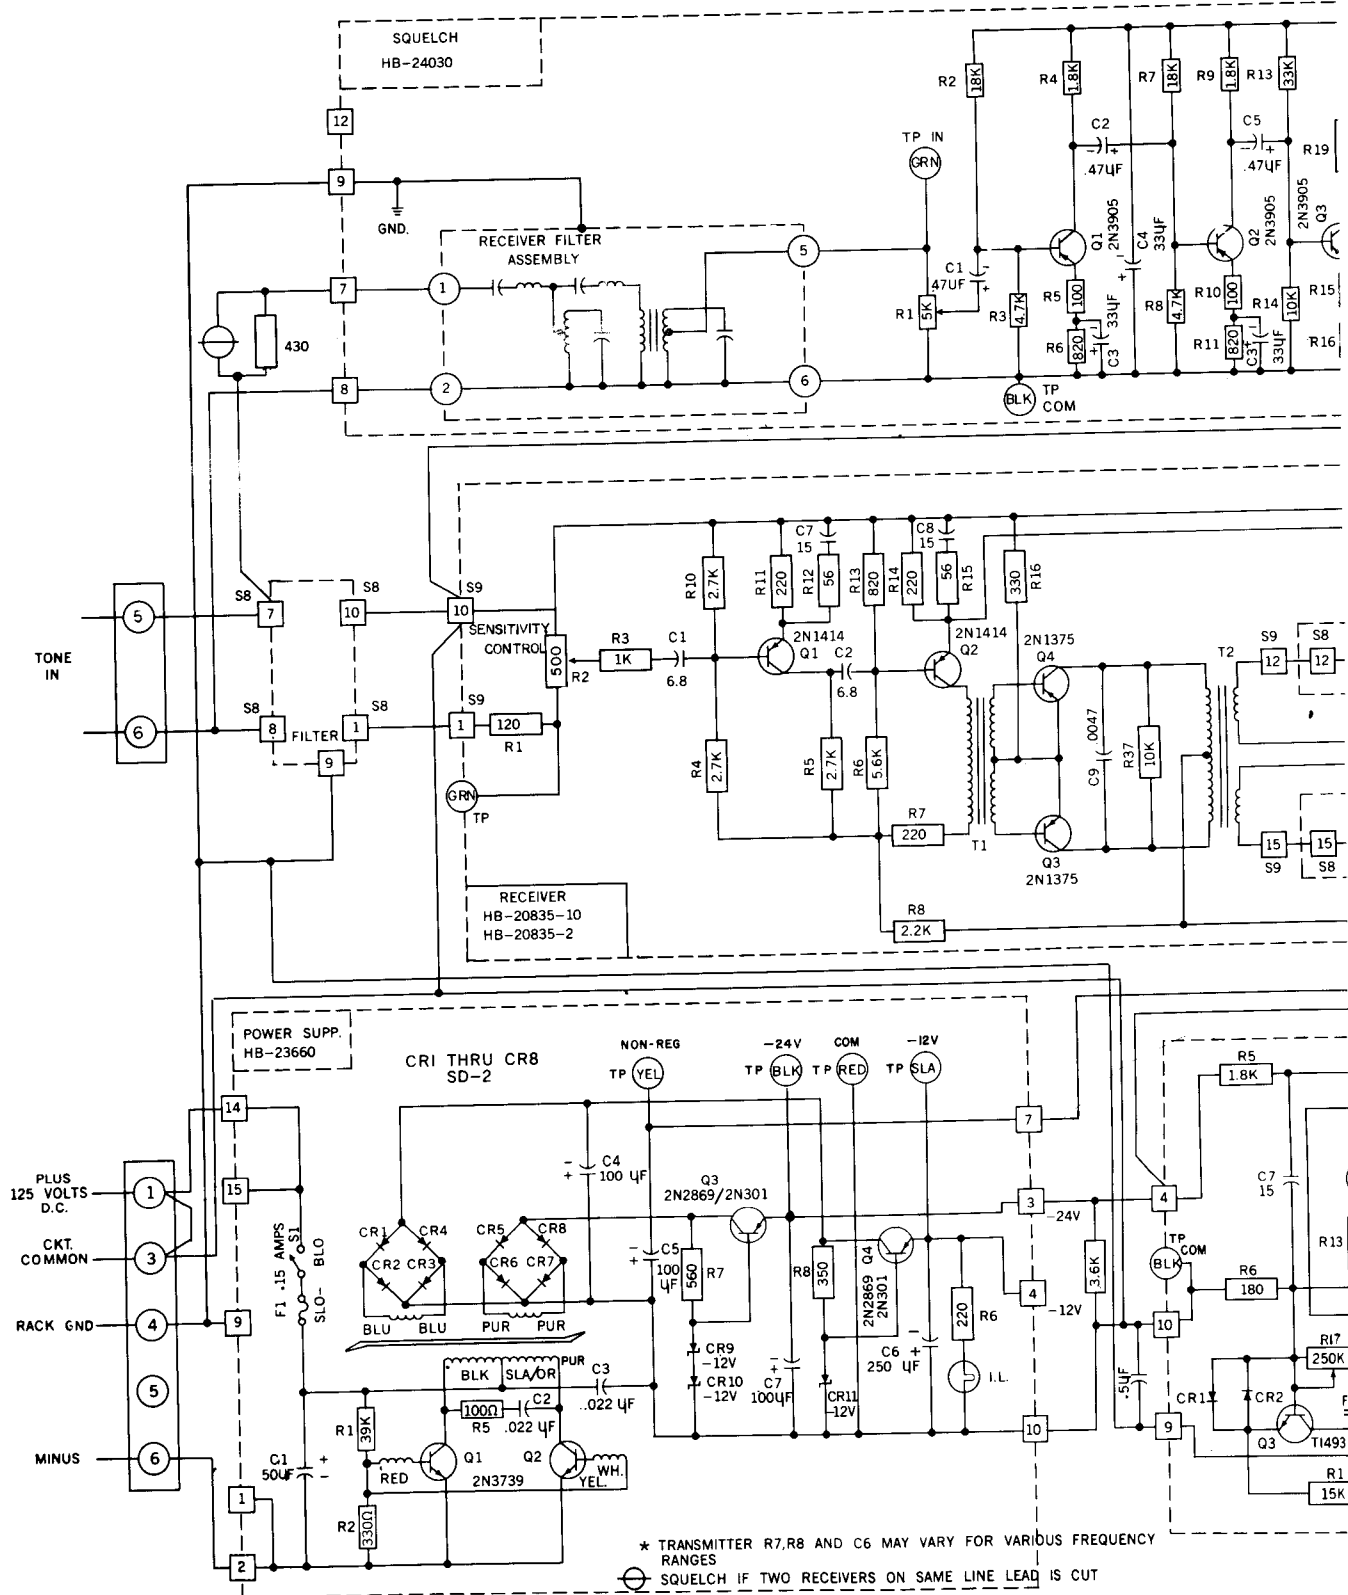 SQUELCH
HB-24030
12
9
GND.
RECEIVER FILTER
ASSEMBLY
7
1
5
430
8
2
6
TP IN
GRN
R2
18K
R4
1.8K
R7
18K
R9
1.8K
R13
33K
C2
.47µF
C5
.47µF
R19
C1
47UF
R1
5K
R3
4.7K
Q1
2N3905
C4
33µF
Q2
2N3905
2N3905
Q3
R5
100
33µF
R6
820
C3
R8
4.7K
R10
100
R11
820
C3
33µF
R14
10K
R15
R16
BLK
TP
COM
TONE
IN
5
6
S8
7
S8
10
S8
8
FILTER
S8
1
9
S9
10
SENSITIVITY
CONTROL
500
R2
S9
1
120
R1
GRN
TP
R3
1K
C1
6.8
R10
2.7K
R11
220
C7
15
R12
56
R13
820
R14
220
C8
15
56
R15
330
R16
2N1414
Q1
C2
6.8
2N1414
Q2
2N1375
Q4
R4
2.7K
R5
2.7K
R6
5.6K
R7
220
T1
Q3
2N1375
C9
.0047
R37
10K
T2
S9
12
S8
12
15
S9
15
S8
R8
2.2K
RECEIVER
HB-20835-10
HB-20835-2
POWER SUPP.
HB-23660
CR1 THRU CR8
SD-2
NON-REG
TP YEL
-24V
TP BLK
COM
TP RED
-12V
TP SLA
14
15
9
1
2
PLUS
125 VOLTS
D.C.
1
CKT.
COMMON
3
RACK GND
4
5
MINUS
6
F1 .15 AMPS
S1
SLO- BLO
CR1
CR4
CR2
CR3
CR5
CR8
CR6
CR7
BLU
BLU
PUR
PUR
C4
100 µF
C5
100
µF
Q3
2N2869/2N301
R7
560
CR9
-12V
CR10
-12V
C7
100µF
R8
350
Q4
2N2869
2N301
CR11
-12V
C6
250 µF
220
R6
I.L.
7
3
-24V
4
-12V
10
3.6K
.5µF
BLK
SLA/OR
PUR
C3
.022 µF
100Ω
R5
C2
.022 µF
R1
39K
R2
330Ω
C1
50µF
RED
Q1
2N3739
Q2
WH.
YEL.
4
TP
COM
BLK
10
9
R5
1.8K
C7
15
R13
R6
180
R17
250K
CR1
CR2
Q3
TI493
R1
15K
* TRANSMITTER R7,R8 AND C6 MAY VARY FOR VARIOUS FREQUENCY
RANGES
SQUELCH IF TWO RECEIVERS ON SAME LINE LEAD IS CUT